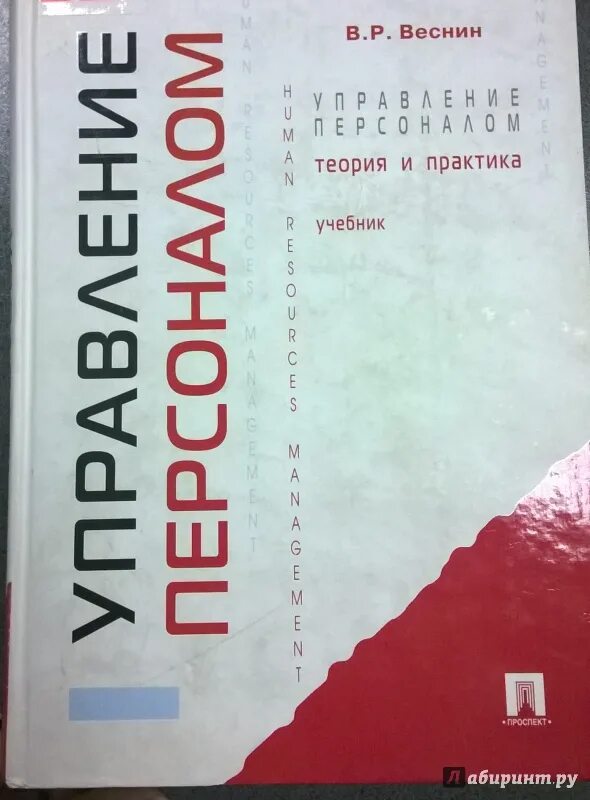 В.Р. Веснин
УПРАВЛЕНИЕ
ПЕРСОНАЛОМ
теория и практика
учебник
УПРАВЛЕНИЕ
ПЕРСОНАЛОМ
HUMAN RESOURCES MANAGEMENT
HUMAN RESOURCES MANAGEMENT
MANAGEMENT
• ПРОСПЕКТ •
Лабиринт.ру